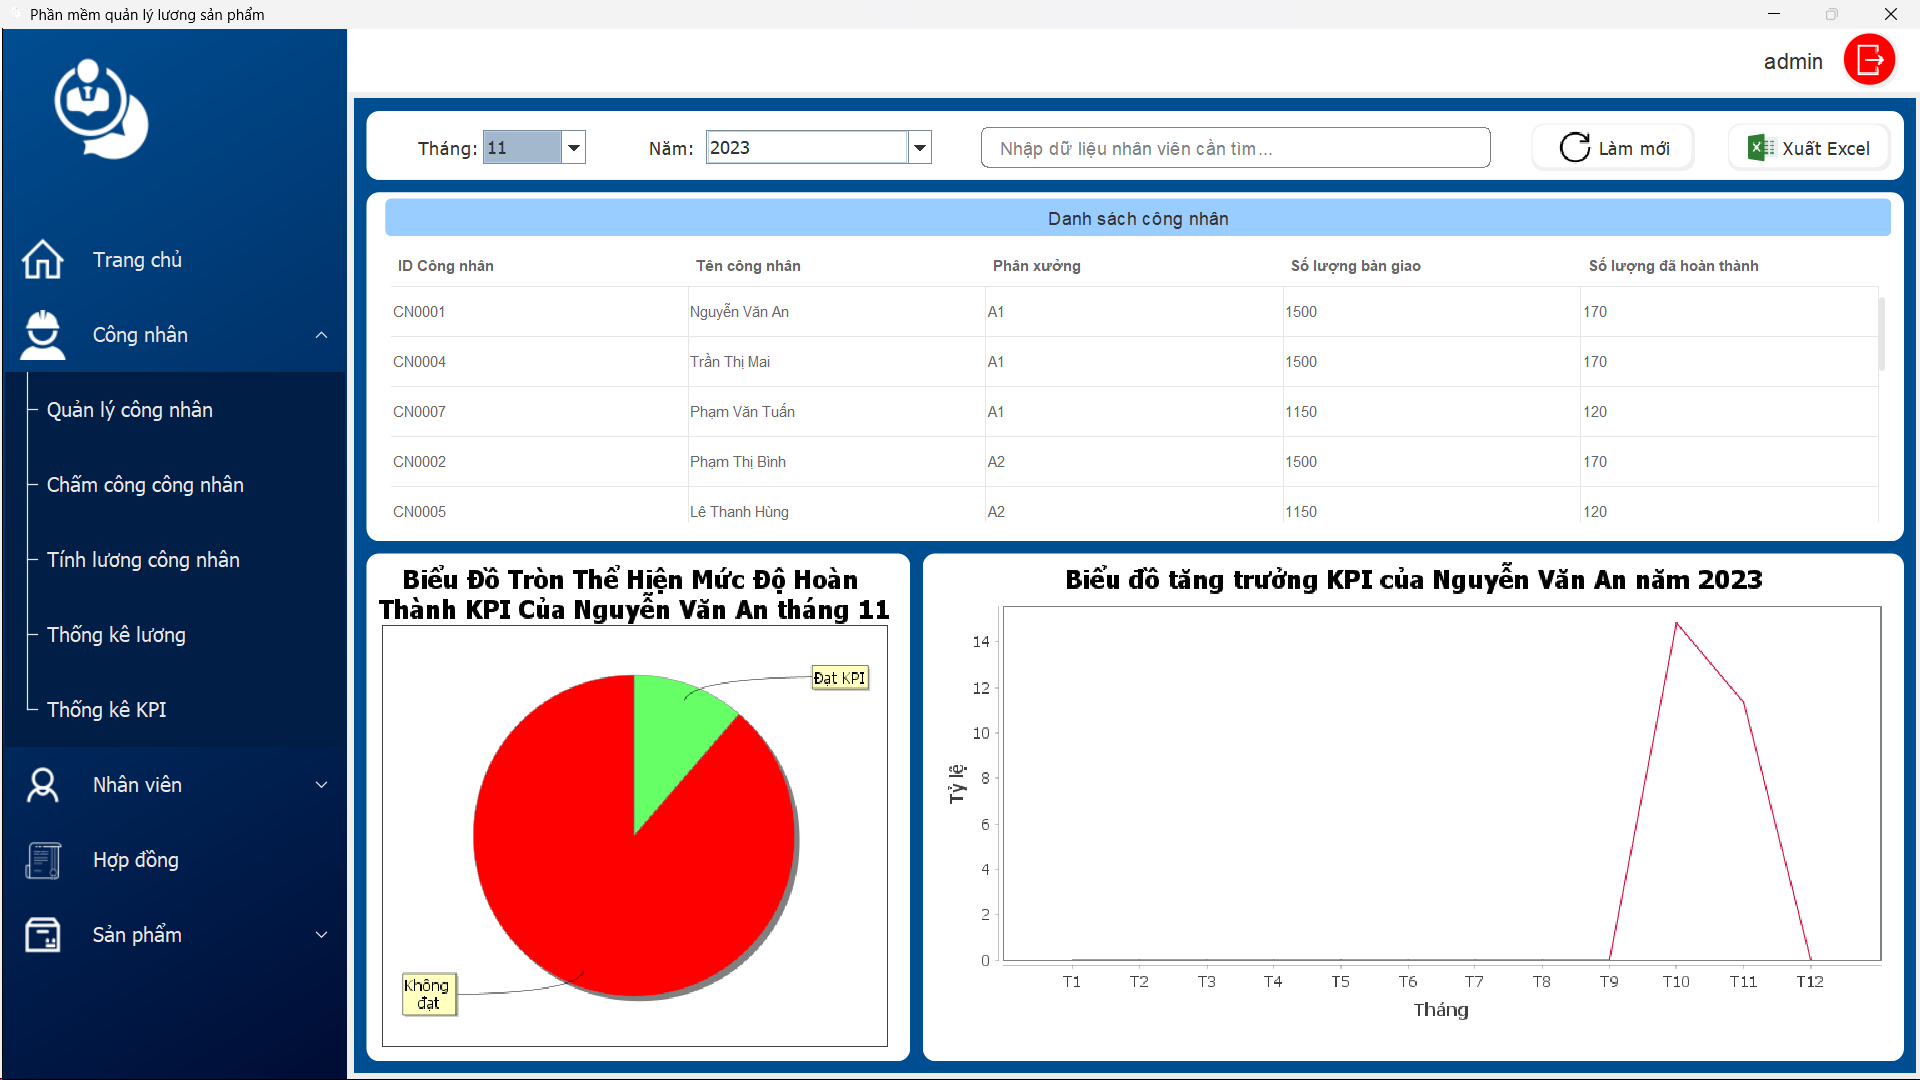 Phần mềm quản lý lương sản phẩm
admin
Trang chủ
Công nhân
Quản lý công nhân
Chấm công công nhân
Tính lương công nhân
Thống kê lương
Thống kê KPI
Nhân viên
Hợp đồng
Sản phẩm
Tháng: 11 Năm: 2023 Nhập dữ liệu nhân viên cần tìm... Làm mới Xuất Excel
Danh sách công nhân
ID Công nhân Tên công nhân Phân xưởng Số lượng bàn giao Số lượng đã hoàn thành
CN0001 Nguyễn Văn An A1 1500 170
CN0004 Trần Thị Mai A1 1500 170
CN0007 Phạm Văn Tuấn A1 1150 120
CN0002 Phạm Thị Bình A2 1500 170
CN0005 Lê Thanh Hùng A2 1150 120
Biểu Đồ Tròn Thể Hiện Mức Độ Hoàn
Thành KPI Của Nguyễn Văn An tháng 11
Đạt KPI
Không
đạt
Biểu đồ tăng trưởng KPI của Nguyễn Văn An năm 2023
Tỷ lệ
14
12
10
8
6
4
2
0
T1 T2 T3 T4 T5 T6 T7 T8 T9 T10 T11 T12
Tháng